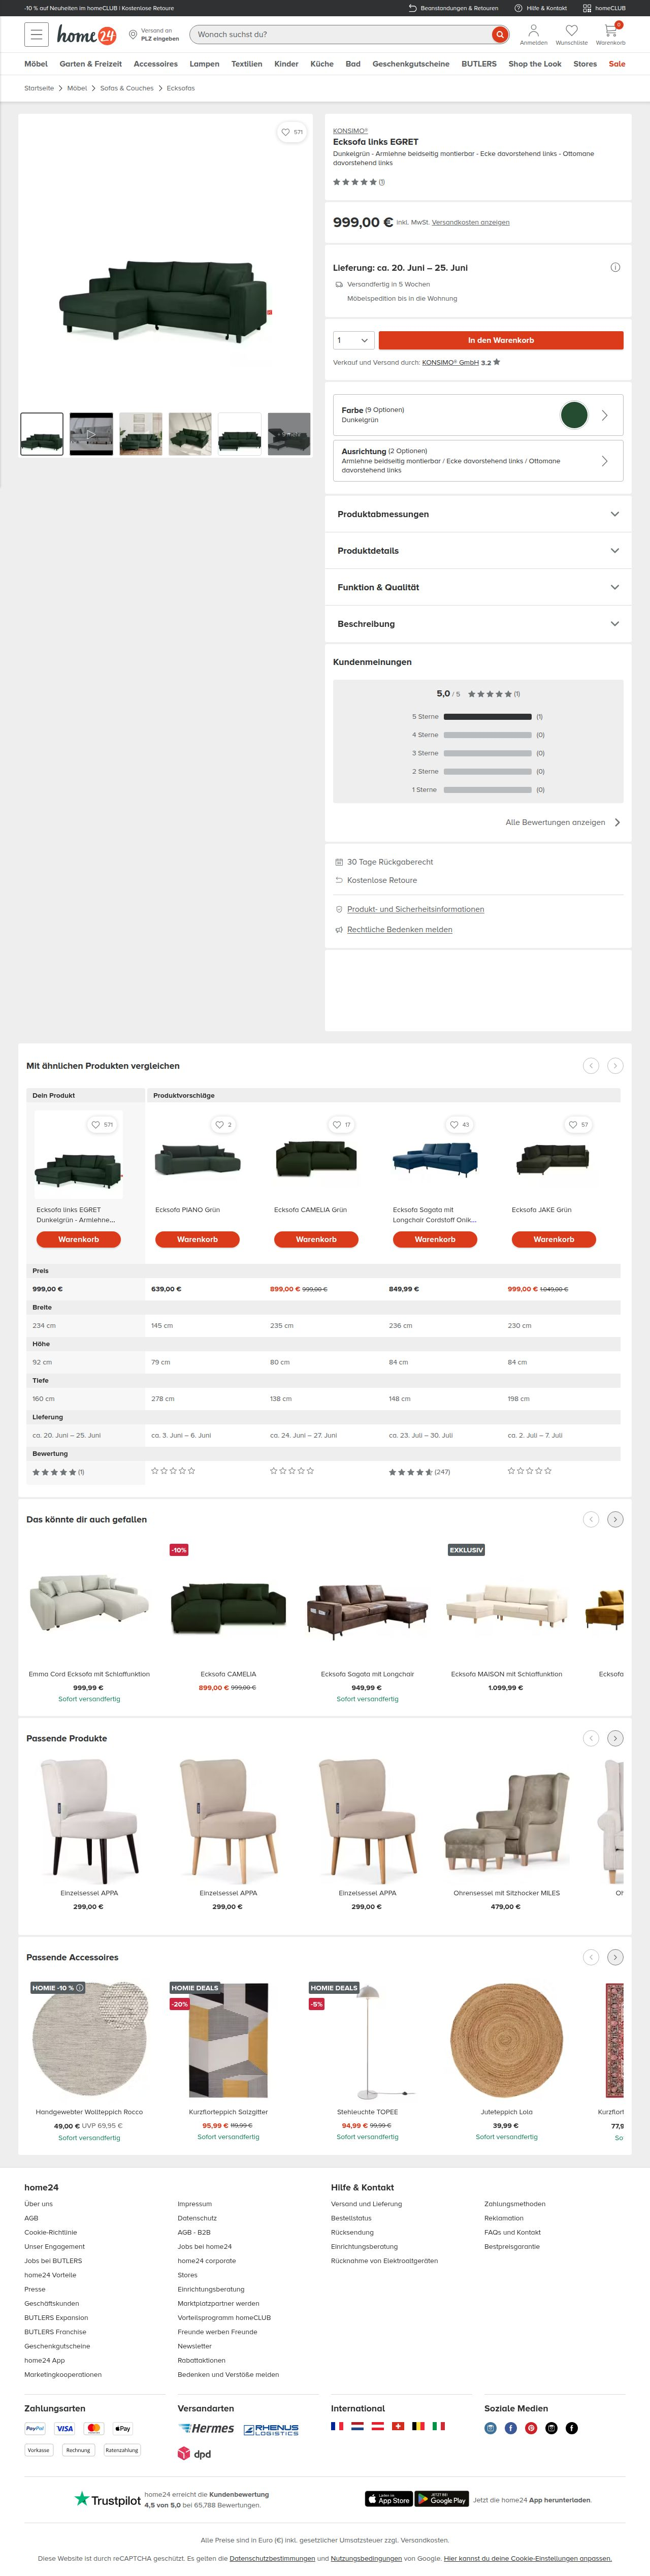 -10 % auf Neuheiten im homeCLUB | Kostenlose Retoure
Beanstandungen & Retouren
Hilfe & Kontakt
homeCLUB
home24
Versand an
PLZ eingeben
Wonach suchst du?
Anmelden
Wunschliste
0
Warenkorb
Möbel Garten & Freizeit Accessoires Lampen Textilien Kinder Küche Bad Geschenkgutscheine BUTLERS Shop the Look Stores Sale
Startseite > Möbel > Sofas & Couches > Ecksofas
571
KONSIMO®
Ecksofa links EGRET
Dunkelgrün - Armlehne beidseitig montierbar - Ecke davorstehend links - Ottomane
davorstehend links
(1)
999,00 € inkl. MwSt. Versandkosten anzeigen
Lieferung: ca. 20. Juni – 25. Juni
Versandfertig in 5 Wochen
Möbelspedition bis in die Wohnung
1
In den Warenkorb
Verkauf und Versand durch: KONSIMO® GmbH 3.2
Farbe (9 Optionen)
Dunkelgrün
Ausrichtung (2 Optionen)
Armlehne beidseitig montierbar / Ecke davorstehend links / Ottomane
davorstehend links
Produktabmessungen
Produktdetails
Funktion & Qualität
Beschreibung
Kundenmeinungen
5,0 / 5 (1)
5 Sterne (1)
4 Sterne (0)
3 Sterne (0)
2 Sterne (0)
1 Sterne (0)
Alle Bewertungen anzeigen
30 Tage Rückgaberecht
Kostenlose Retoure
Produkt- und Sicherheitsinformationen
Rechtliche Bedenken melden
Mit ähnlichen Produkten vergleichen
Dein Produkt Produktvorschläge
571 2 17 43 57
Ecksofa links EGRET
Dunkelgrün - Armlehne...
Ecksofa PIANO Grün
Ecksofa CAMELIA Grün
Ecksofa Sagata mit
Longchair Cordstoff Onik...
Ecksofa JAKE Grün
Warenkorb Warenkorb Warenkorb Warenkorb Warenkorb
Preis
999,00 € 639,00 € 899,00 € 999,00 € 849,99 € 999,00 € 1.049,00 €
Breite
234 cm 145 cm 235 cm 236 cm 230 cm
Höhe
92 cm 79 cm 80 cm 84 cm 84 cm
Tiefe
160 cm 278 cm 138 cm 148 cm 198 cm
Lieferung
ca. 20. Juni – 25. Juni ca. 3. Juni – 6. Juni ca. 24. Juni – 27. Juni ca. 23. Juli – 30. Juli ca. 2. Juli – 7. Juli
Bewertung
(1) (247)
Das könnte dir auch gefallen
-10%
EXKLUSIV
Emma Cord Ecksofa mit Schlaffunktion
999,99 €
Sofort versandfertig
Ecksofa CAMELIA
899,00 € 999,00 €
Ecksofa Sagata mit Longchair
949,99 €
Sofort versandfertig
Ecksofa MAISON mit Schlaffunktion
1.099,99 €
Ecksofa
Passende Produkte
Einzelsessel APPA
299,00 €
Einzelsessel APPA
299,00 €
Einzelsessel APPA
299,00 €
Ohrensessel mit Sitzhocker MILES
479,00 €
Oh
Passende Accessoires
HOMIE -10 %
HOMIE DEALS
-20%
HOMIE DEALS
-5%
Handgewebter Wollteppich Rocco
49,00 € UVP 69,95 €
Sofort versandfertig
Kurzflorteppich Salzgitter
95,99 € 119,99 €
Sofort versandfertig
Stehleuchte TOPEE
94,99 € 99,99 €
Sofort versandfertig
Juteteppich Lola
39,99 €
Sofort versandfertig
Kurzflort
77,9
So
home24
Über uns
AGB
Cookie-Richtlinie
Unser Engagement
Jobs bei BUTLERS
home24 Vorteile
Presse
Geschäftskunden
BUTLERS Expansion
BUTLERS Franchise
Geschenkgutscheine
home24 App
Marketingkooperationen
Impressum
Datenschutz
AGB - B2B
Jobs bei home24
home24 corporate
Stores
Einrichtungsberatung
Marktplatzpartner werden
Vorteilsprogramm homeCLUB
Freunde werben Freunde
Newsletter
Rabattaktionen
Bedenken und Verstöße melden
Hilfe & Kontakt
Versand und Lieferung
Bestellstatus
Rücksendung
Einrichtungsberatung
Rücknahme von Elektroaltgeräten
Zahlungsmethoden
Reklamation
FAQs und Kontakt
Bestpreisgarantie
Zahlungsarten
PayPal VISA mastercard Pay
Vorkasse Rechnung Ratenzahlung
Versandarten
Hermes RHENUS LOGISTICS
dpd
International
Soziale Medien
Trustpilot
home24 erreicht die Kundenbewertung
4,5 von 5,0 bei 65,788 Bewertungen.
Laden im App Store
JETZT BEI Google Play
Jetzt die home24 App herunterladen.
Alle Preise sind in Euro (€) inkl. gesetzlicher Umsatzsteuer zzgl. Versandkosten.
Diese Website ist durch reCAPTCHA geschützt. Es gelten die Datenschutzbestimmungen und Nutzungsbedingungen von Google. Hier kannst du deine Cookie-Einstellungen anpassen.